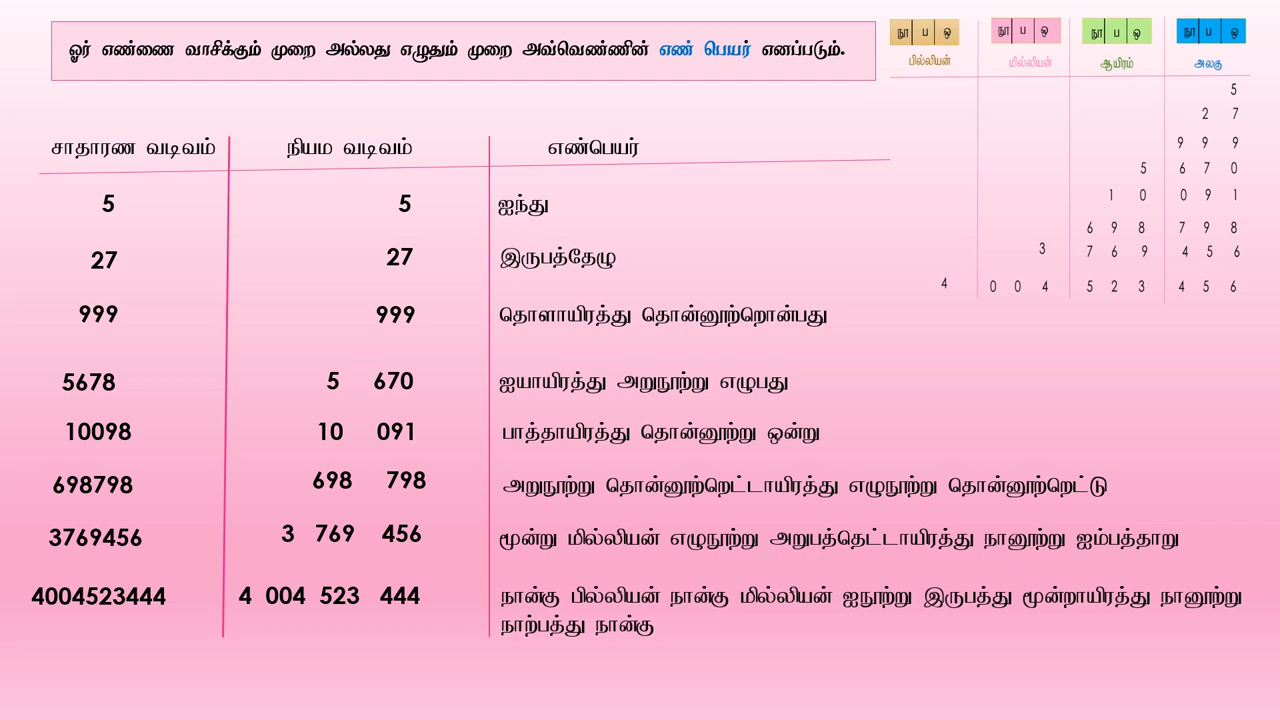 ஓர் எண்ணை வாசிக்கும் முறை அல்லது எழுதும் முறை அவ்வெண்ணின் எண் பெயர் எனப்படும்.
நூ ப ஒ நூ ப ஒ நூ ப ஒ நூ ப ஒ
பில்லியன் மில்லியன் ஆயிரம் அலகு
5
2 7
9 9 9
5 6 7 0
1 0 0 9 1
6 9 8 7 9 8
3 7 6 9 4 5 6
4 0 0 4 5 2 3 4 5 6
சாதாரண வடிவம் நியம வடிவம் எண்பெயர்
5 5 ஐந்து
27 27 இருபத்தேழு
999 999 தொளாயிரத்து தொன்னூற்றொன்பது
5678 5 670 ஐயாயிரத்து அறுநூற்று எழுபது
10098 10 091 பாத்தாயிரத்து தொன்னூற்று ஒன்று
698798 698 798 அறுநூற்று தொன்னூற்றெட்டாயிரத்து எழுநூற்று தொன்னூற்றெட்டு
3769456 3 769 456 மூன்று மில்லியன் எழுநூற்று அறுபத்தெட்டாயிரத்து நானூற்று ஐம்பத்தாறு
4004523444 4 004 523 444 நான்கு பில்லியன் நான்கு மில்லியன் ஐநூற்று இருபத்து மூன்றாயிரத்து நானூற்று
நாற்பத்து நான்கு